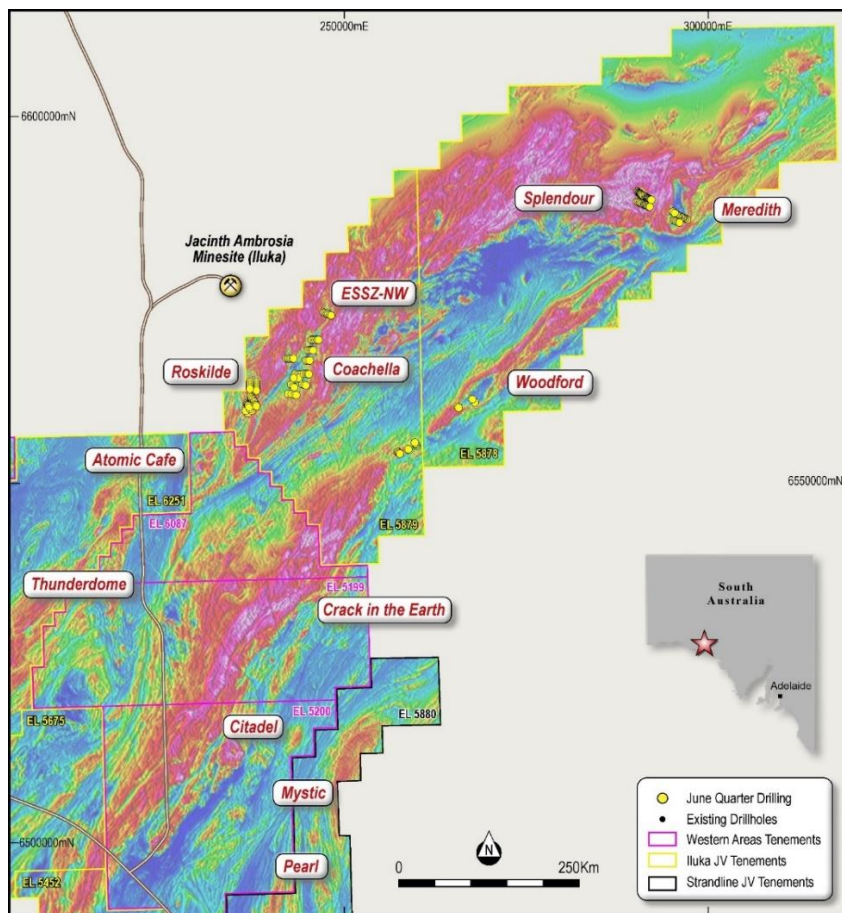 250000mE
300000mE
6600000mN
Splendour
Meredith
Jacinth Ambrosia
Minesite (Iluka)
ESSZ-NW
Roskilde
Coachella
Woodford
Atomic Cafe
EL 5878
6550000mN
EL 6251
EL 5087
EL 5879
Thunderdome
EL 5199
Crack in the Earth
South
Australia
Adelaide
EL 5675
EL 5200
EL 5880
Citadel
Mystic
Pearl
6500000mN
EL 5452
N
0
250Km
June Quarter Drilling
Existing Drillholes
Western Areas Tenements
Iluka JV Tenements
Strandline JV Tenements